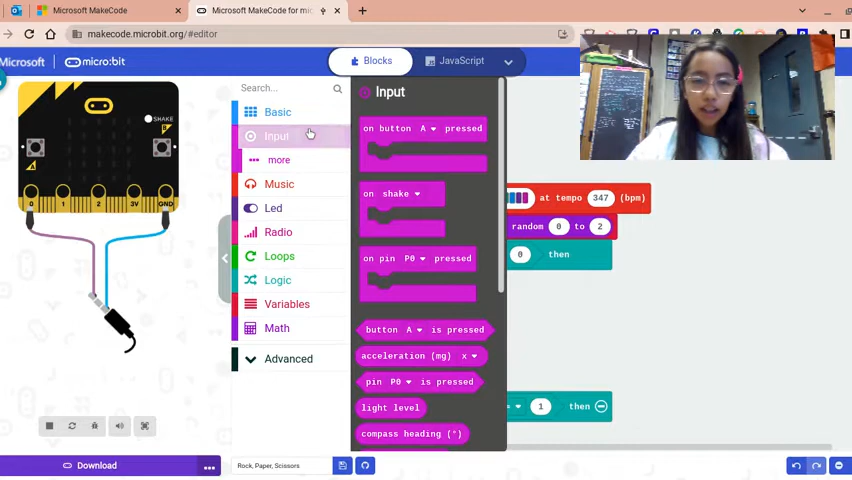 Microsoft MakeCode
Microsoft MakeCode for mi
makecode.microbit.org/#editor
Microsoft
micro:bit
Blocks
JavaScript
SHAKE
A
B
0
1
2
3V
GND
Search...
Basic
Input
more
Music
Led
Radio
Loops
Logic
Variables
Math
Advanced
Input
on button A pressed
on shake
on pin P0 pressed
button A is pressed
acceleration (mg) x
pin P0 is pressed
light level
compass heading (°)
at tempo 347 (bpm)
random 0 to 2
0 then
= 1 then
Download
Rock, Paper, Scissors